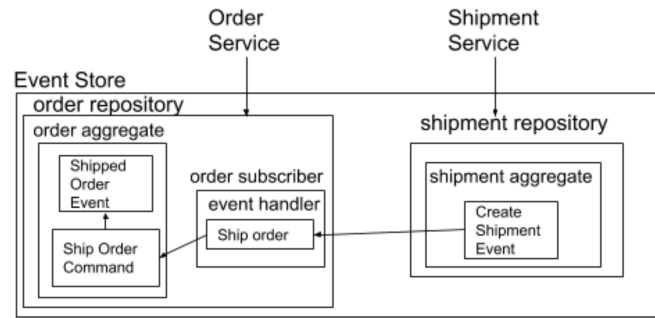 Order
Service
Shipment
Service
Event Store
order repository
order aggregate
Shipped
Order
Event
Ship Order
Command
order subscriber
event handler
Ship order
shipment repository
shipment aggregate
Create
Shipment
Event